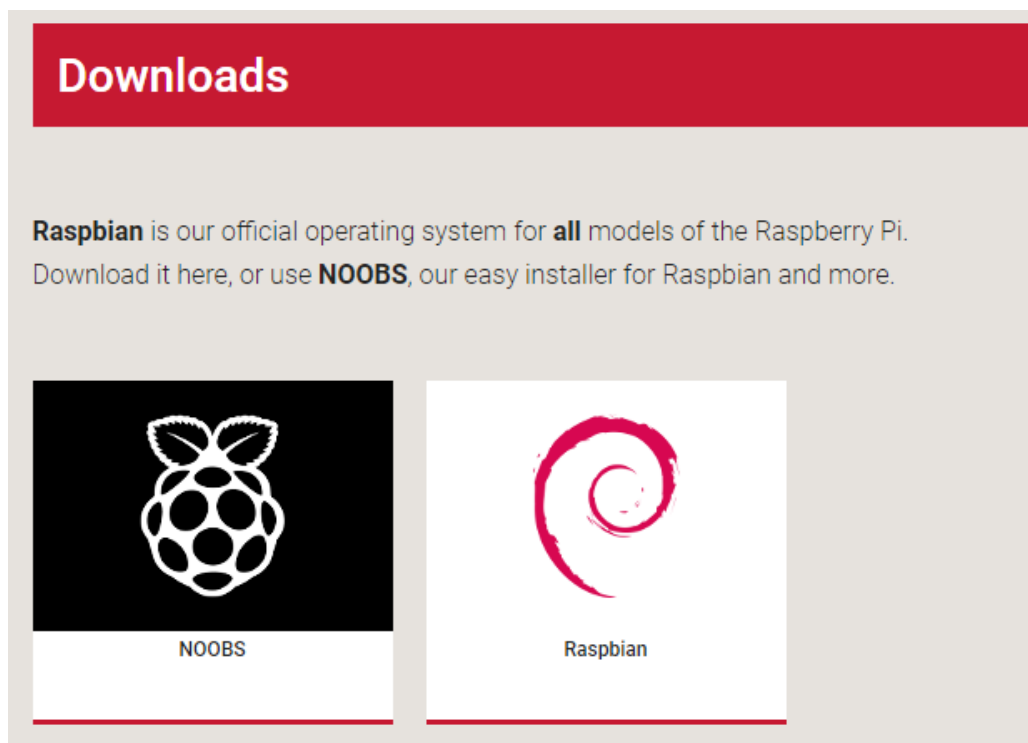 Downloads
Raspbian is our official operating system for all models of the Raspberry Pi.
Download it here, or use NOOBS, our easy installer for Raspbian and more.
NOOBS
Raspbian